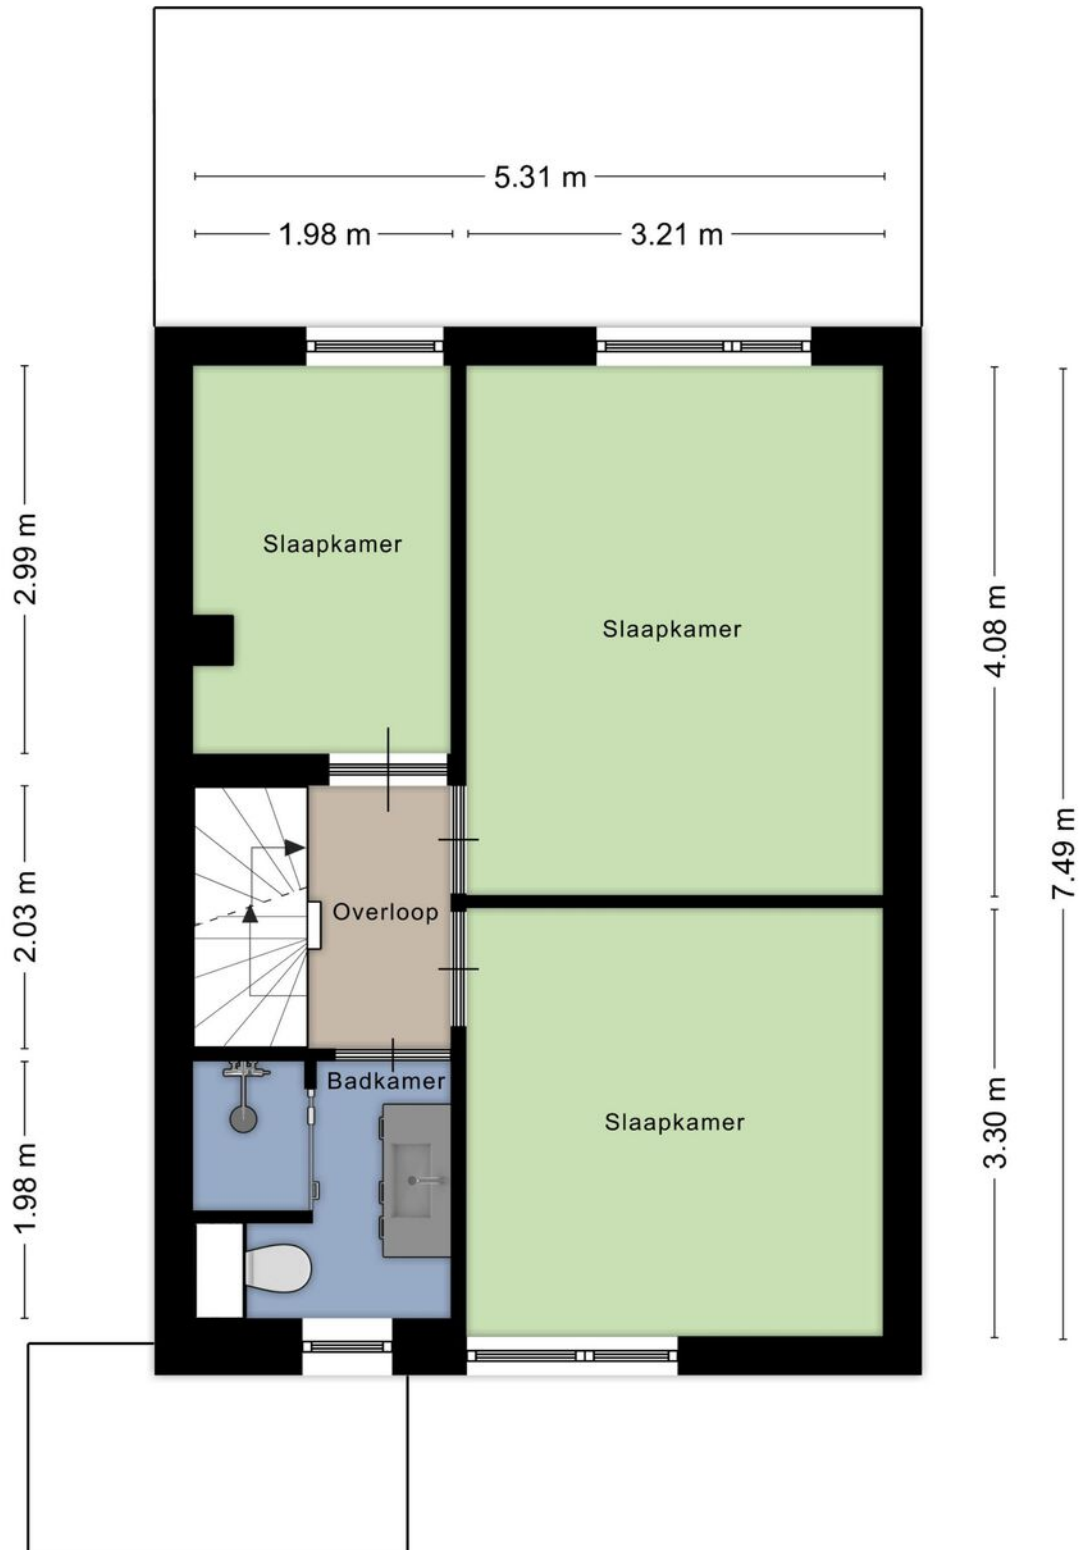 5.31 m
1.98 m
3.21 m
2.99 m
Slaapkamer
Slaapkamer
4.08 m
7.49 m
2.03 m
Overloop
Badkamer
Slaapkamer
3.30 m
1.98 m